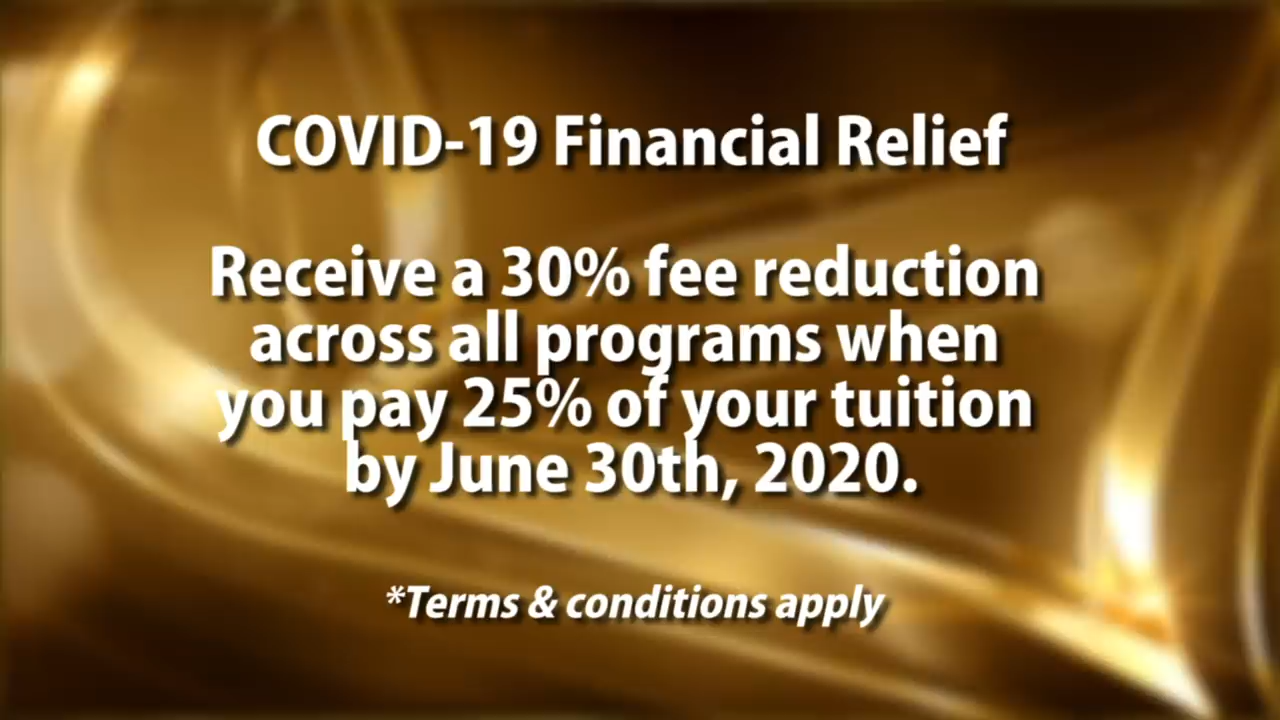 COVID-19 Financial Relief
Receive a 30% fee reduction
across all programs when
you pay 25% of your tuition
by June 30th, 2020.
*Terms & conditions apply